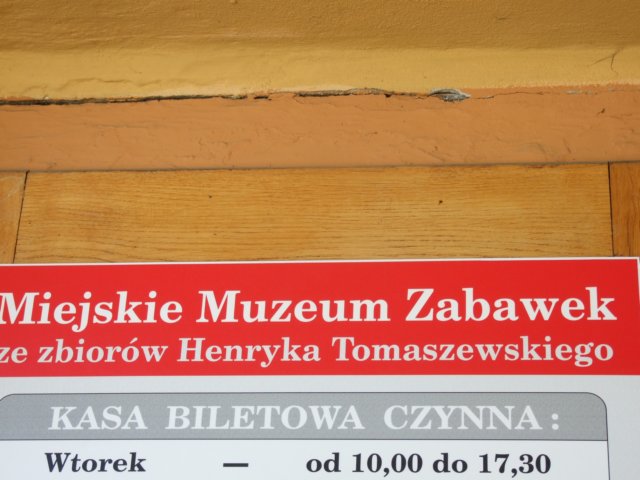 Miejskie Muzeum Zabawek
ze zbiorów Henryka Tomaszewskiego
KASA BILETOWA CZYNNA :
Wtorek — od 10,00 do 17,30